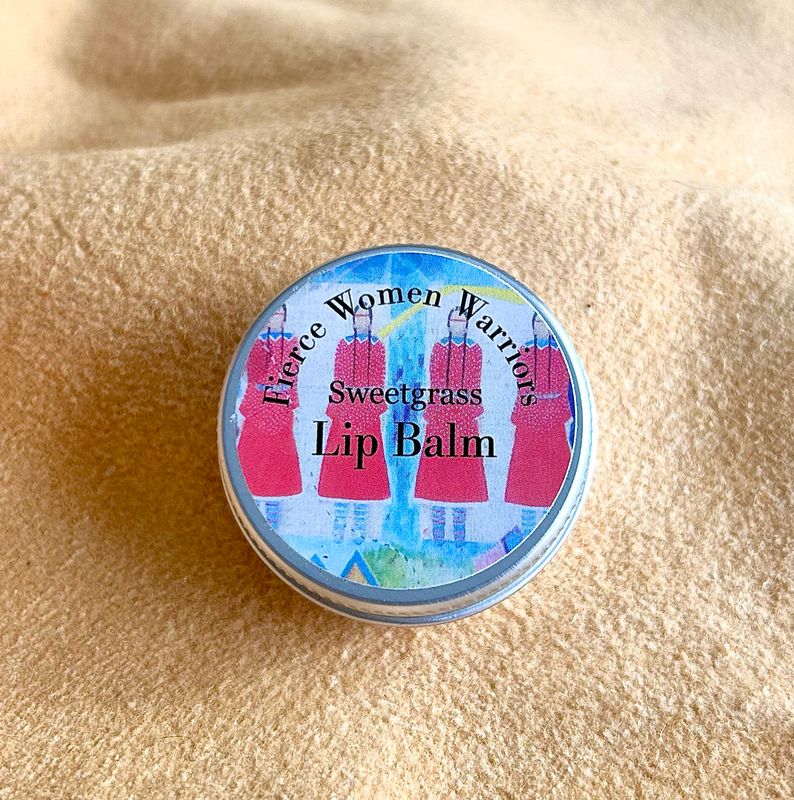 Fierce Women Warriors
Sweetgrass
Lip Balm